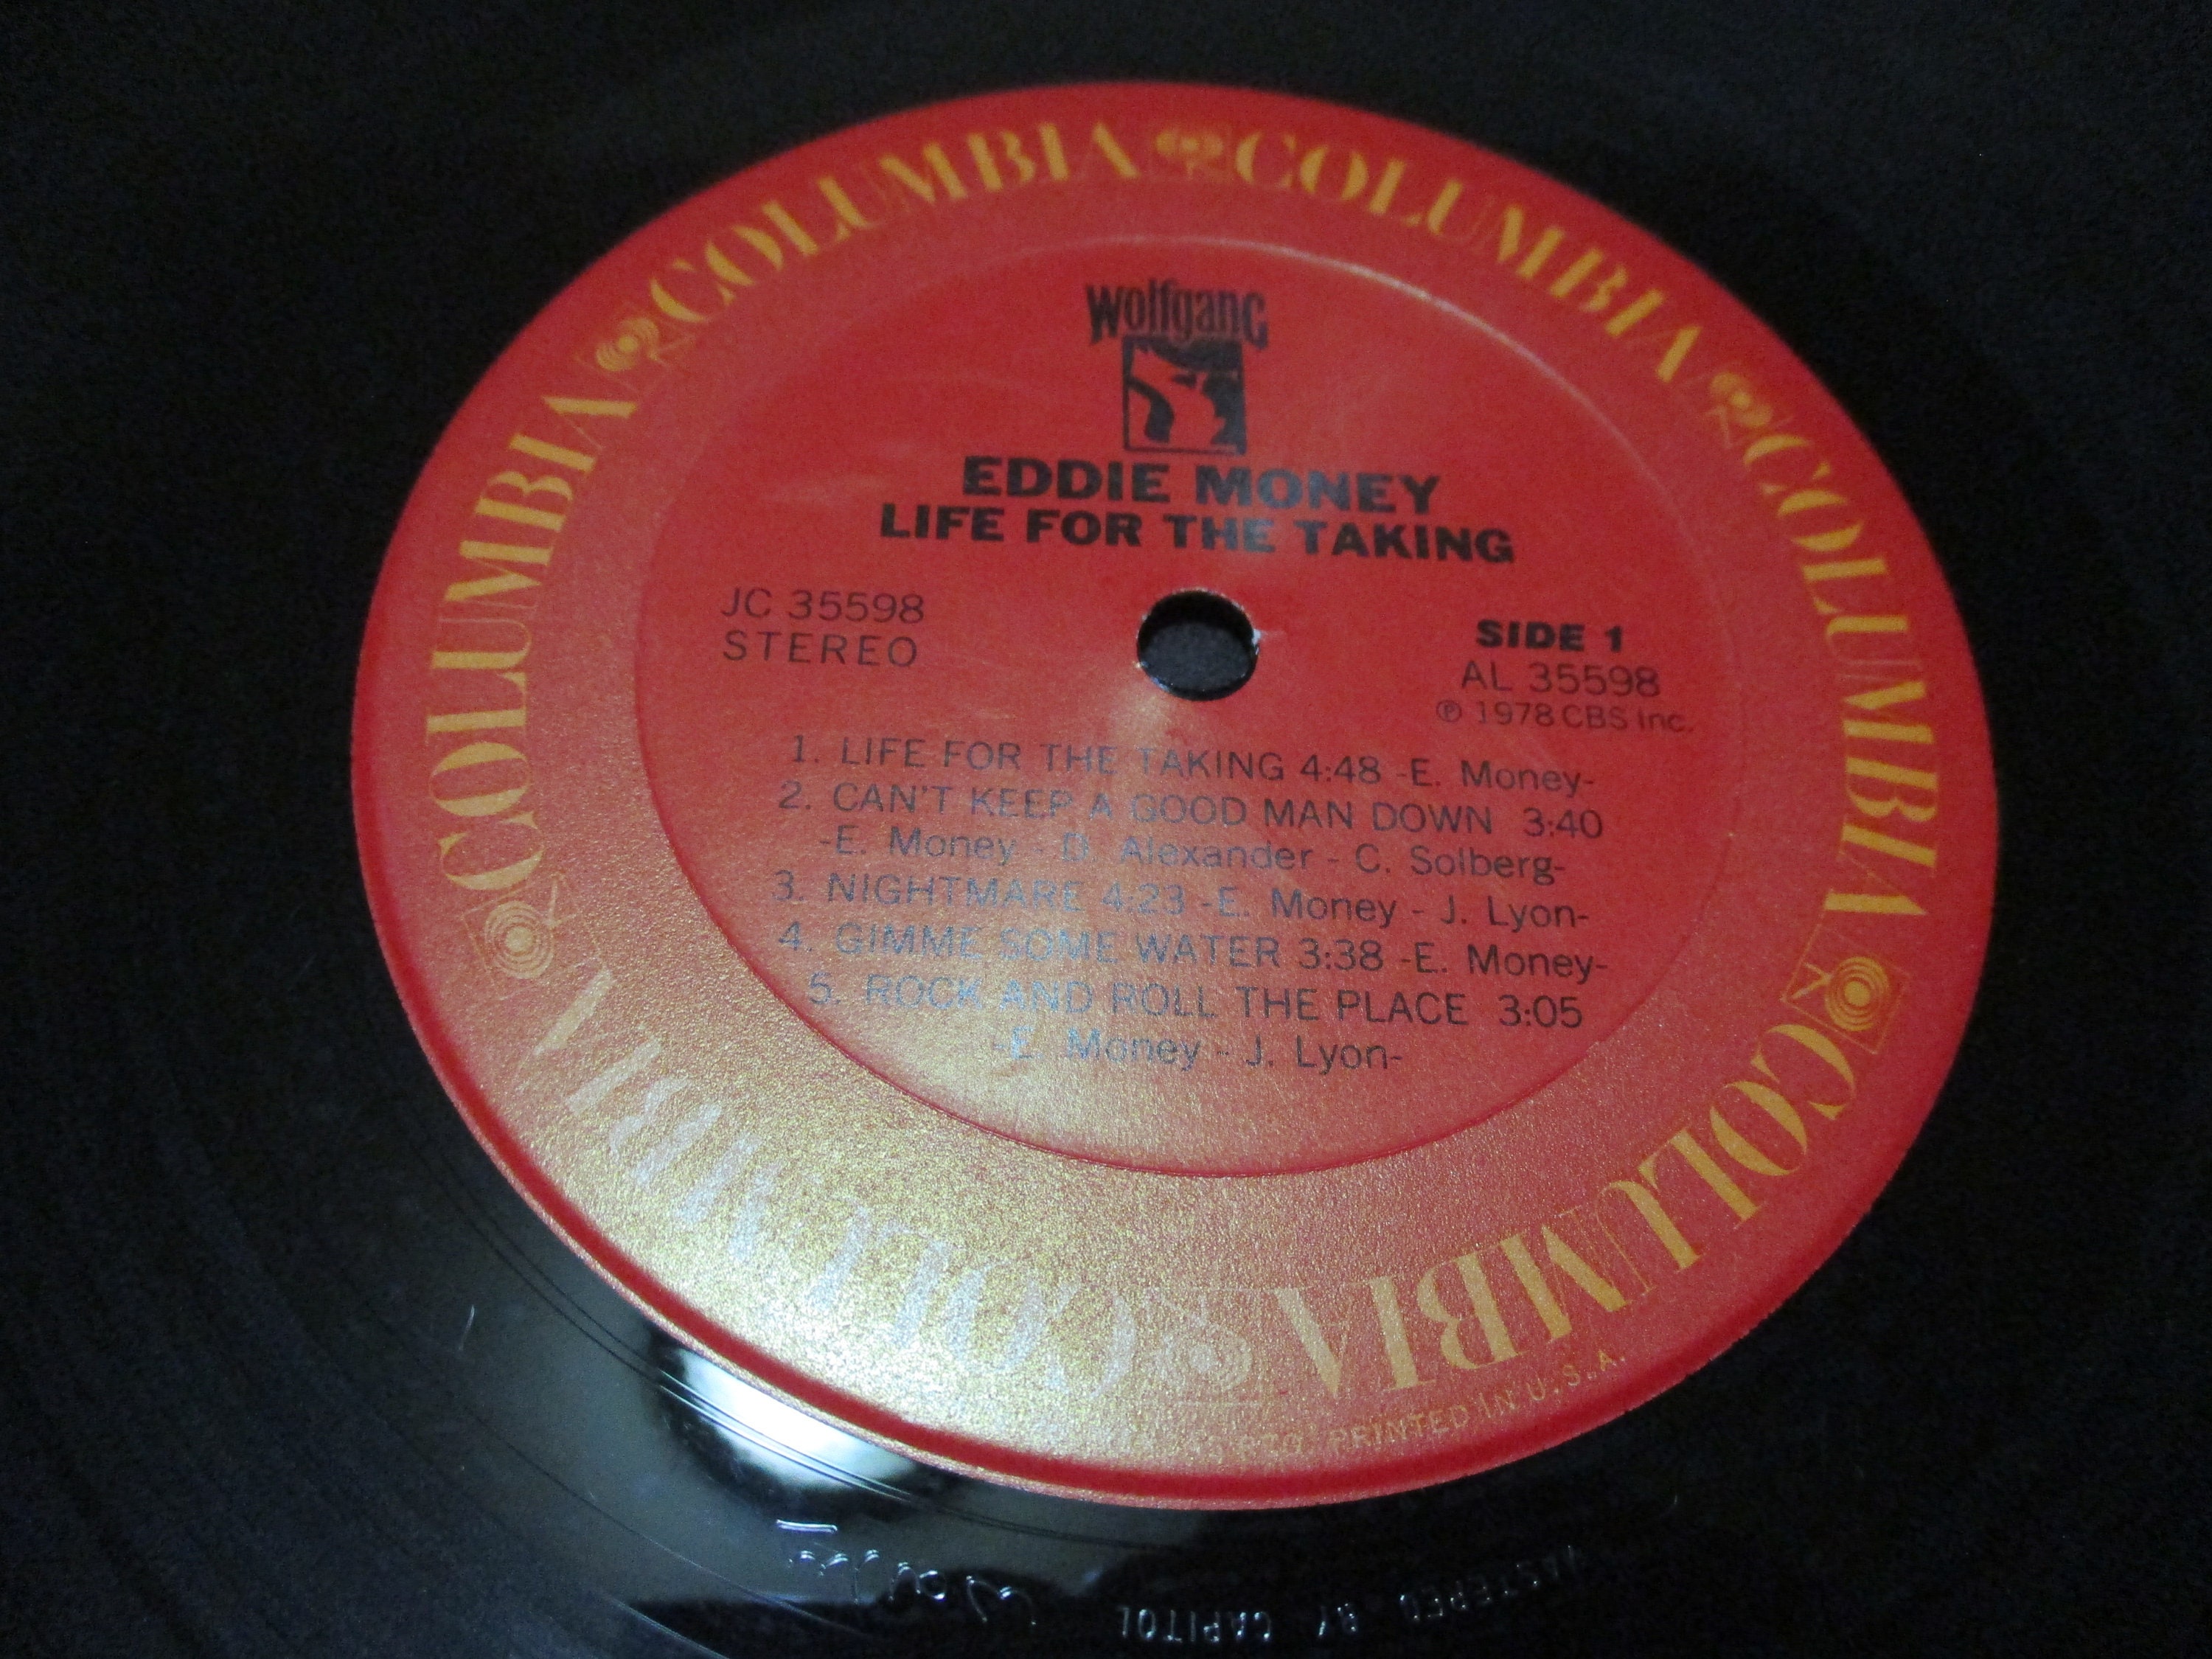 COLUMBIA COLUMBIA COLUMBIA COLUMBIA COLUMBIA COLUMBIA
Wolfgang
EDDIE MONEY
LIFE FOR THE TAKING
JC 35598
STEREO
SIDE 1
AL 35598
℗ 1978 CBS Inc.
1. LIFE FOR THE TAKING 4:48 -E. Money-
2. CAN'T KEEP A GOOD MAN DOWN 3:40
-E. Money - D. Alexander - C. Solberg-
3. NIGHTMARE 4:23 -E. Money - J. Lyon-
4. GIMME SOME WATER 3:38 -E. Money-
5. ROCK AND ROLL THE PLACE 3:05
-E. Money - J. Lyon-
PRINTED IN U.S.A.
MASTERED BY CAPITOL